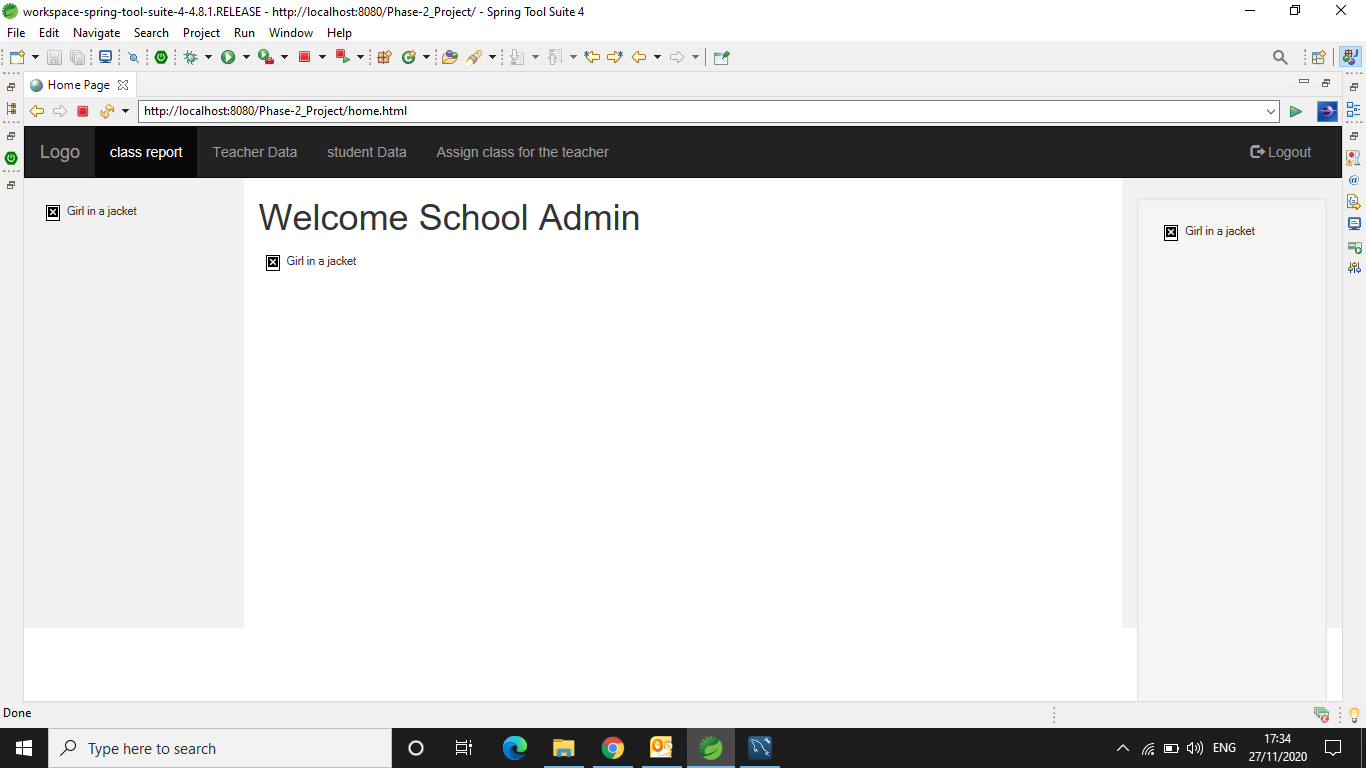 workspace-spring-tool-suite-4-4.8.1.RELEASE - http://localhost:8080/Phase-2_Project/ - Spring Tool Suite 4
File Edit Navigate Search Project Run Window Help
Home Page
http://localhost:8080/Phase-2_Project/home.html
Logo class report Teacher Data student Data Assign class for the teacher Logout
Girl in a jacket
Welcome School Admin
Girl in a jacket
Girl in a jacket
Done
Type here to search
ENG
17:34
27/11/2020